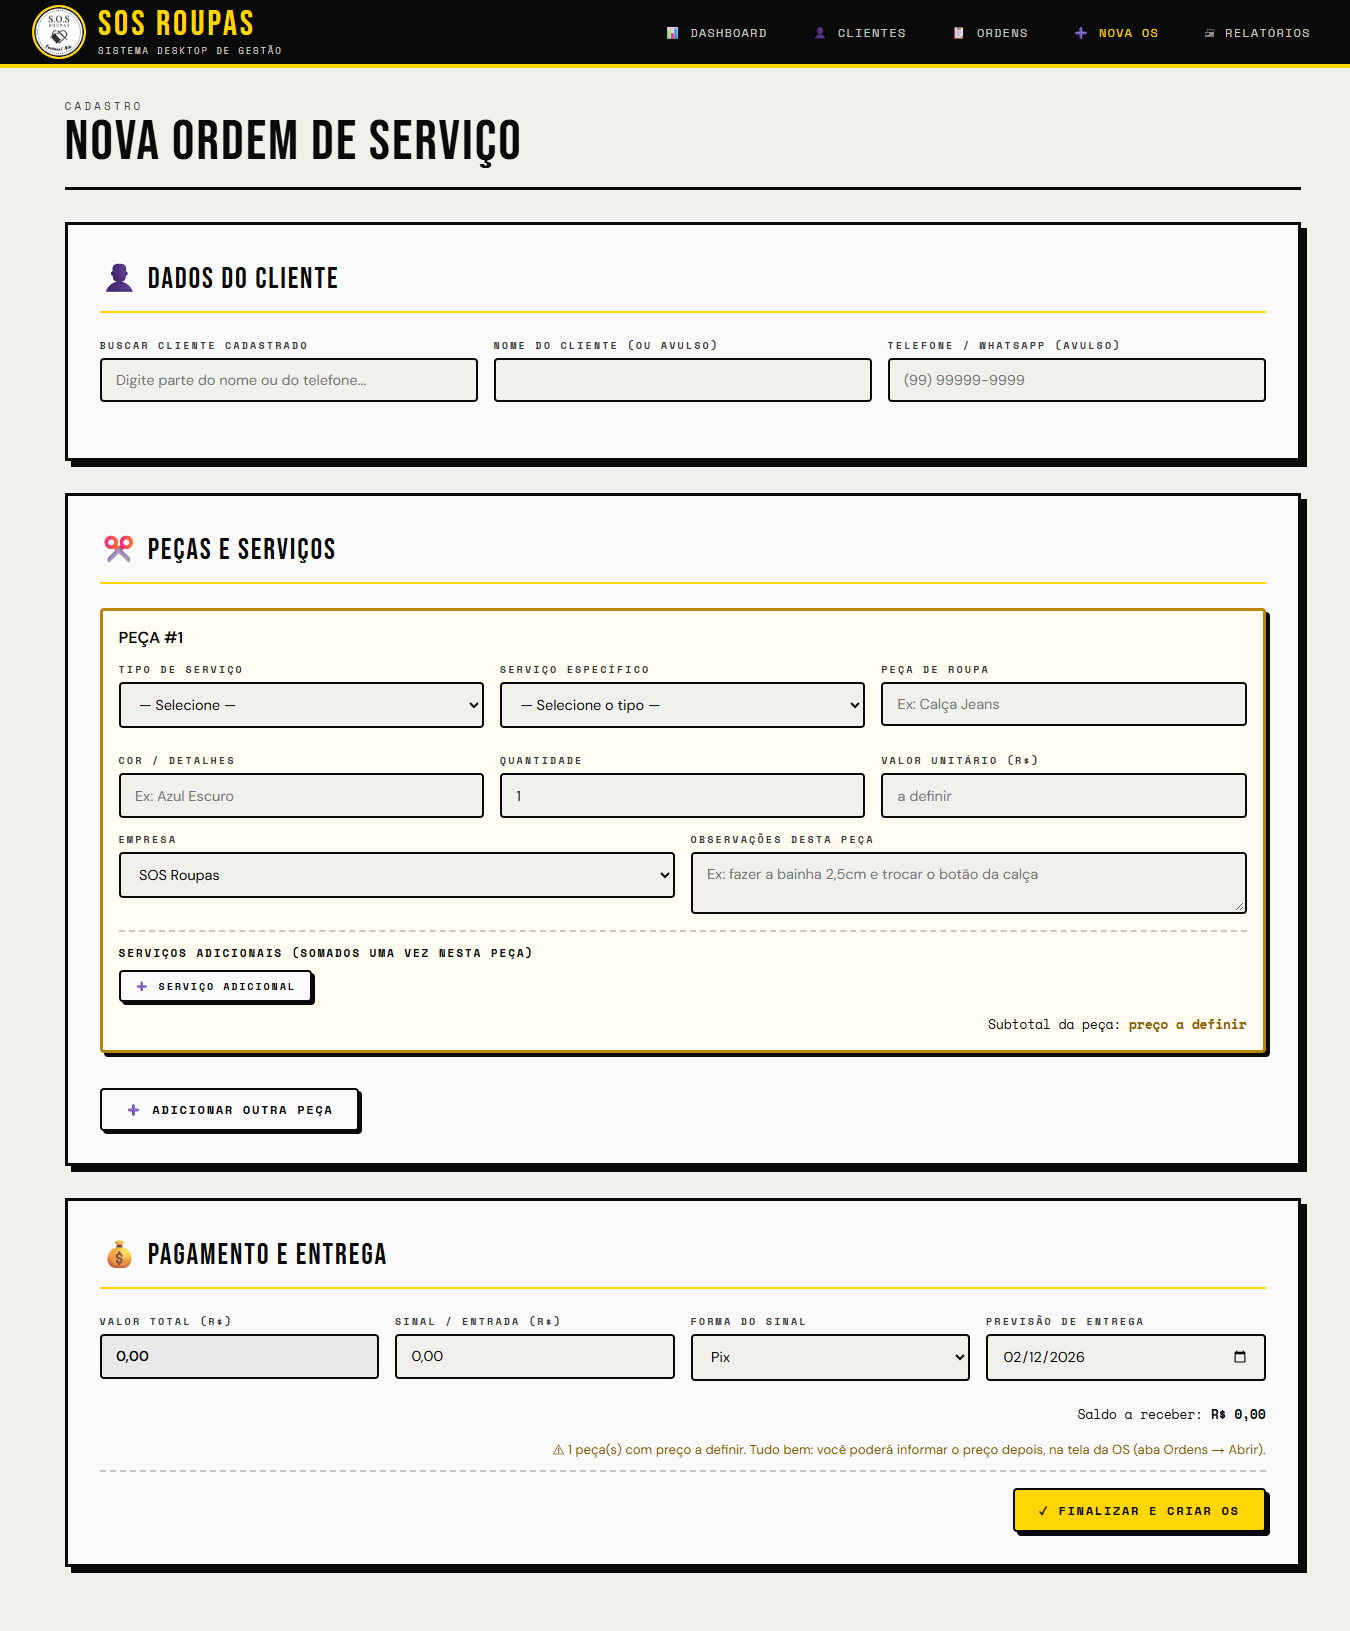 S.O.S
ROUPAS
SOS ROUPAS
SISTEMA DESKTOP DE GESTÃO
DASHBOARD
CLIENTES
ORDENS
NOVA OS
RELATÓRIOS
CADASTRO
NOVA ORDEM DE SERVIÇO
DADOS DO CLIENTE
BUSCAR CLIENTE CADASTRADO
NOME DO CLIENTE (OU AVULSO)
TELEFONE / WHATSAPP (AVULSO)
Digite parte do nome ou do telefone...
(99) 99999-9999
PEÇAS E SERVIÇOS
PEÇA #1
TIPO DE SERVIÇO
SERVIÇO ESPECÍFICO
PEÇA DE ROUPA
— Selecione —
— Selecione o tipo —
Ex: Calça Jeans
COR / DETALHES
QUANTIDADE
VALOR UNITÁRIO (R$)
Ex: Azul Escuro
1
a definir
EMPRESA
OBSERVAÇÕES DESTA PEÇA
SOS Roupas
Ex: fazer a bainha 2,5cm e trocar o botão da calça
SERVIÇOS ADICIONAIS (SOMADOS UMA VEZ NESTA PEÇA)
SERVIÇO ADICIONAL
Subtotal da peça: preço a definir
ADICIONAR OUTRA PEÇA
PAGAMENTO E ENTREGA
VALOR TOTAL (R$)
SINAL / ENTRADA (R$)
FORMA DO SINAL
PREVISÃO DE ENTREGA
0,00
0,00
Pix
02/12/2026
Saldo a receber: R$ 0,00
⚠ 1 peça(s) com preço a definir. Tudo bem: você poderá informar o preço depois, na tela da OS (aba Ordens → Abrir).
✓ FINALIZAR E CRIAR OS